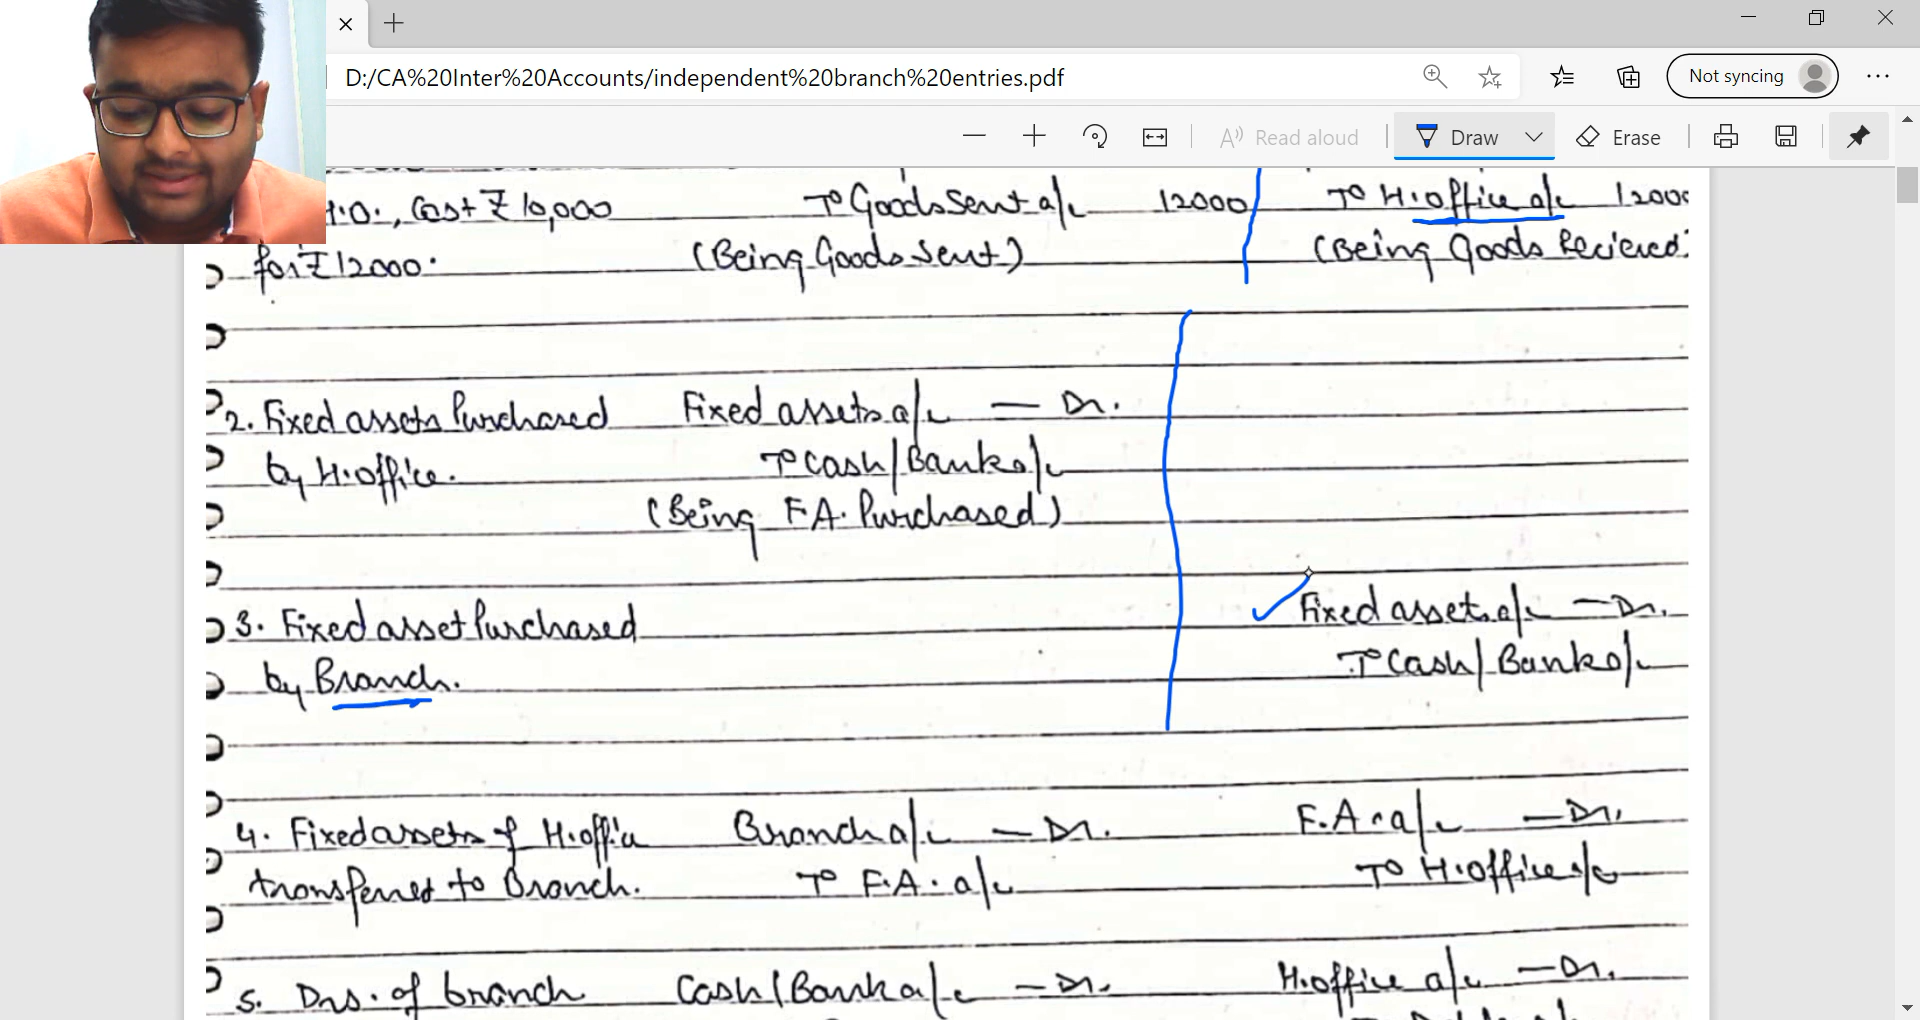 D:/CA%20Inter%20Accounts/independent%20branch%20entries.pdf
Not syncing
Read aloud
Draw
Erase
H.O., Cost ₹ 10,000 To Goods Sent a/c 12000 To H.office a/c 12000
for ₹ 12000. (Being Goods Sent) (Being Goods Recieved)
2. Fixed assets Purchased Fixed assets a/c — Dr.
by H.office. To Cash/Bank a/c
(Being F.A. Purchased)
3. Fixed asset Purchased Fixed assets a/c — Dr.
by Branch. To Cash/Bank a/c
4. Fixed assets of H.office Branch a/c — Dr. F.A. a/c — Dr.
transferred to Branch. To F.A. a/c To H.office a/c
5. Drs. of branch Cash/Bank a/c — Dr. H.office a/c — Dr.